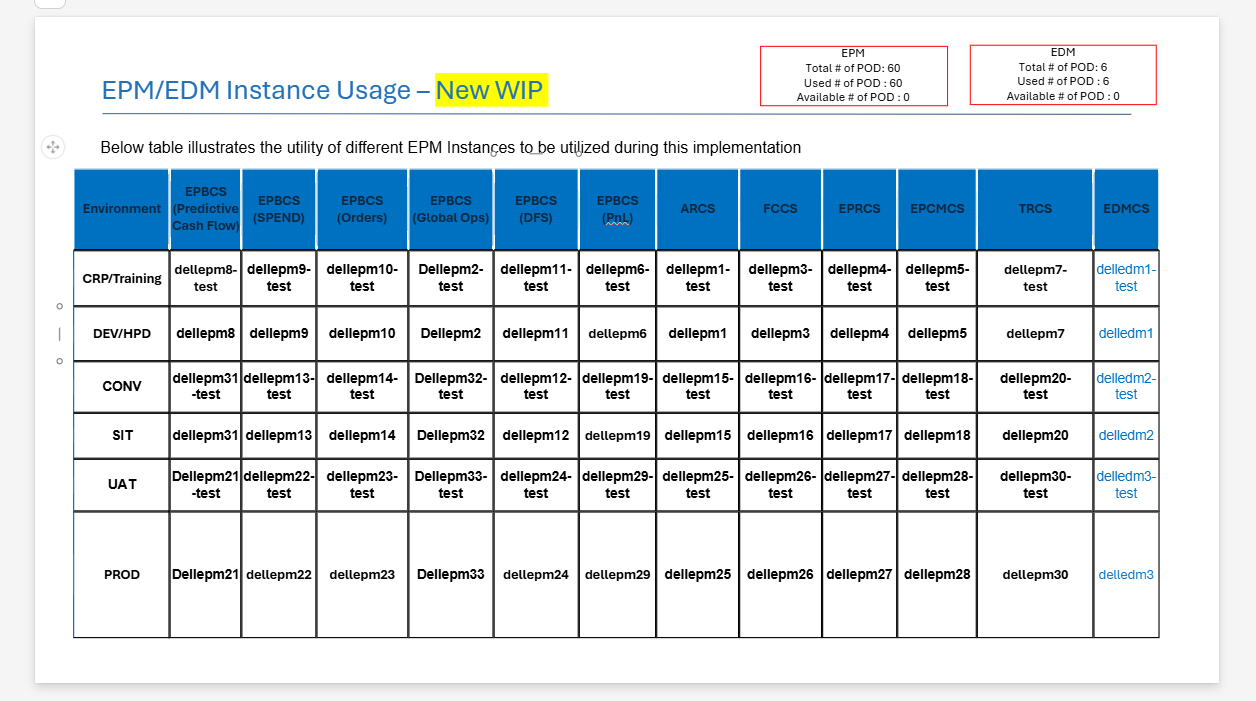 EPM
Total # of POD: 60
Used # of POD : 60
Available # of POD : 0
EDM
Total # of POD: 6
Used # of POD : 6
Available # of POD : 0
EPM/EDM Instance Usage – New WIP
Below table illustrates the utility of different EPM Instances to be utilized during this implementation
Environment
EPBCS
(Predictive
Cash Flow)
EPBCS
(SPEND)
EPBCS
(Orders)
EPBCS
(Global Ops)
EPBCS
(DFS)
EPBCS
(PnL)
ARCS
FCCS
EPRCS
EPCMCS
TRCS
EDMCS
CRP/Training
dellepm8-
test
dellepm9-
test
dellepm10-
test
Dellepm2-
test
dellepm11-
test
dellepm6-
test
dellepm1-
test
dellepm3-
test
dellepm4-
test
dellepm5-
test
dellepm7-
test
delledm1-
test
DEV/HPD
dellepm8
dellepm9
dellepm10
Dellepm2
dellepm11
dellepm6
dellepm1
dellepm3
dellepm4
dellepm5
dellepm7
delledm1
CONV
dellepm31
-test
dellepm13-
test
dellepm14-
test
Dellepm32-
test
dellepm12-
test
dellepm19-
test
dellepm15-
test
dellepm16-
test
dellepm17-
test
dellepm18-
test
dellepm20-
test
delledm2-
test
SIT
dellepm31
dellepm13
dellepm14
Dellepm32
dellepm12
dellepm19
dellepm15
dellepm16
dellepm17
dellepm18
dellepm20
delledm2
UAT
Dellepm21
-test
dellepm22-
test
dellepm23-
test
Dellepm33-
test
dellepm24-
test
dellepm29-
test
dellepm25-
test
dellepm26-
test
dellepm27-
test
dellepm28-
test
dellepm30-
test
delledm3-
test
PROD
Dellepm21
dellepm22
dellepm23
Dellepm33
dellepm24
dellepm29
dellepm25
dellepm26
dellepm27
dellepm28
dellepm30
delledm3